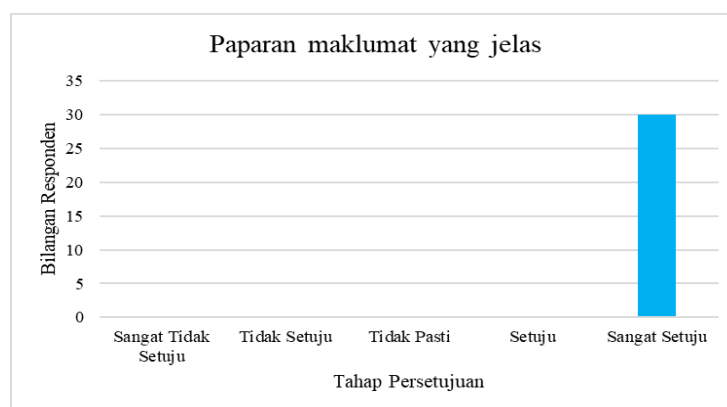 Paparan maklumat yang jelas
Bilangan Responden
35
30
25
20
15
10
5
0
Sangat Tidak
Setuju
Tidak Setuju
Tidak Pasti
Setuju
Sangat Setuju
Tahap Persetujuan